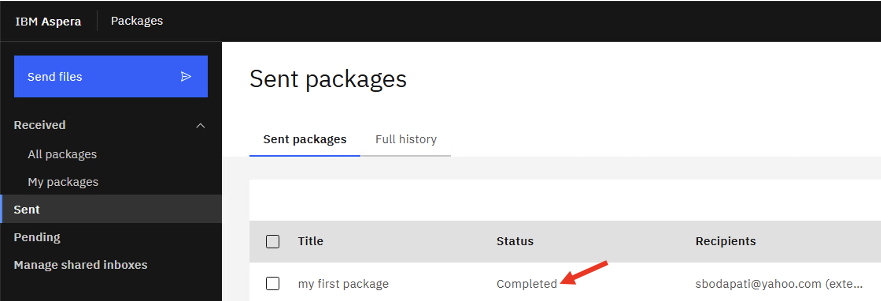 IBM Aspera Packages
Send files
Received
All packages
My packages
Sent
Pending
Manage shared inboxes
Sent packages
Sent packages Full history
Title Status Recipients
my first package Completed sbodapati@yahoo.com (exte...